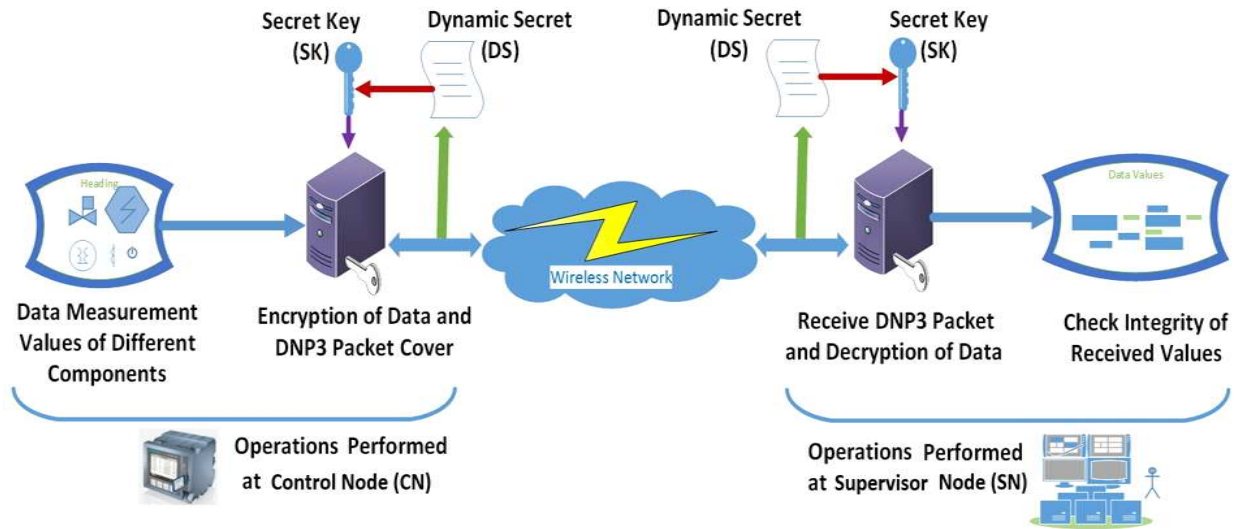 Secret Key
(SK)
Dynamic Secret
(DS)
Dynamic Secret
(DS)
Secret Key
(SK)
Heading
Data Values
Wireless Network
Data Measurement
Values of Different
Components
Encryption of Data and
DNP3 Packet Cover
Receive DNP3 Packet
and Decryption of Data
Check Integrity of
Received Values
Operations Performed
at Control Node (CN)
Operations Performed
at Supervisor Node (SN)